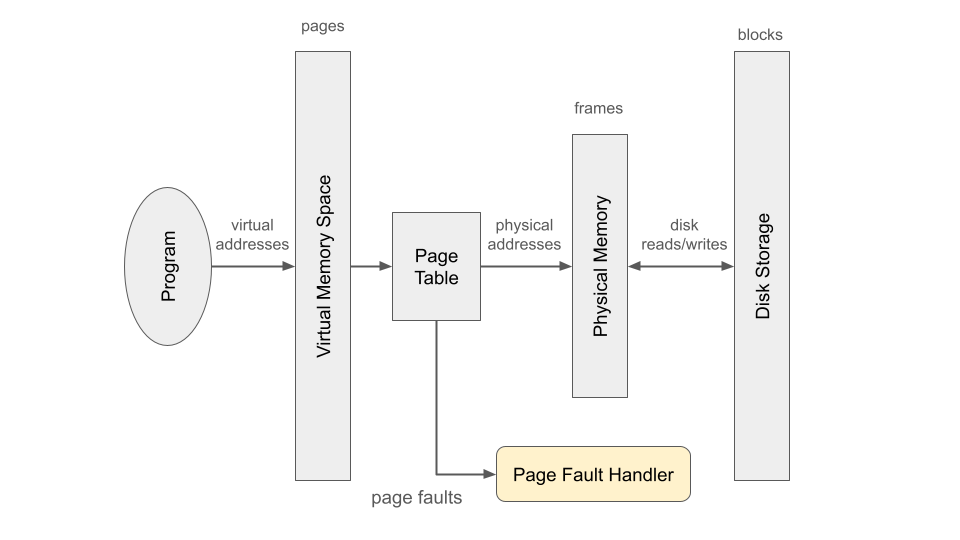 pages
blocks
frames
Program
virtual
addresses
Virtual Memory Space
Page
Table
physical
addresses
Physical Memory
disk
reads/writes
Disk Storage
page faults
Page Fault Handler